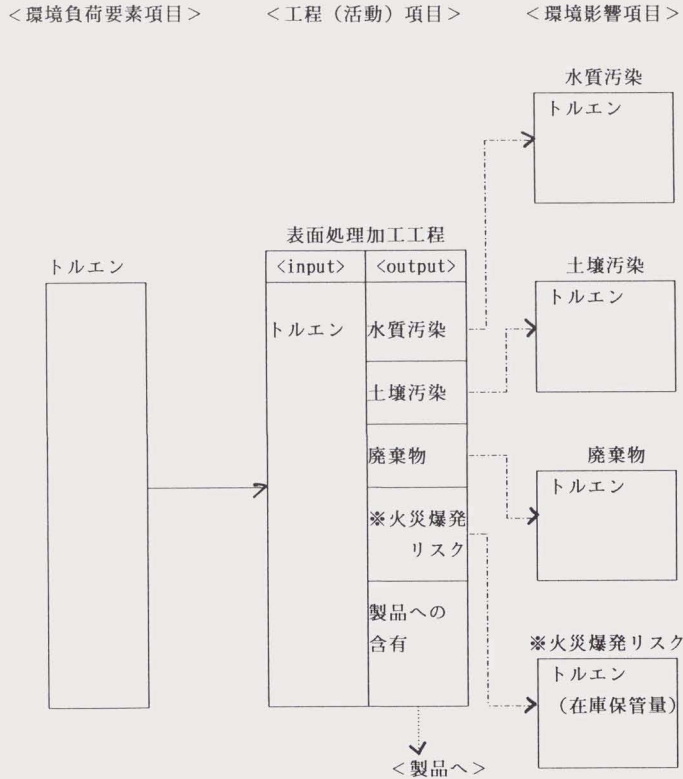 ＜環境負荷要素項目＞
＜工程（活動）項目＞
＜環境影響項目＞
水質汚染
トルエン
表面処理加工工程
<input>
<output>
トルエン
トルエン
水質汚染
土壌汚染
廃棄物
※火災爆発
リスク
製品への
含有
＜製品へ＞
土壌汚染
トルエン
廃棄物
トルエン
※火災爆発リスク
トルエン
（在庫保管量）